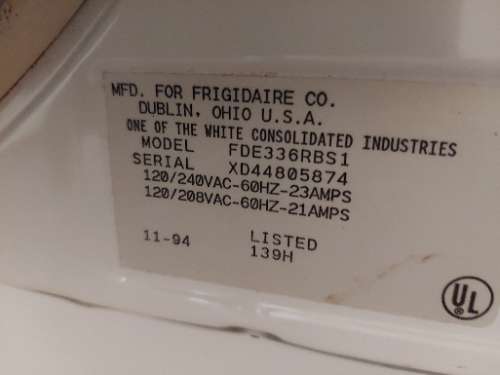 MFD. FOR FRIGIDAIRE CO.
DUBLIN, OHIO U.S.A.
ONE OF THE WHITE CONSOLIDATED INDUSTRIES
MODEL FDE336RBS1
SERIAL XD44805874
120/240VAC-60HZ-23AMPS
120/208VAC-60HZ-21AMPS
11-94 LISTED
139H
UL®